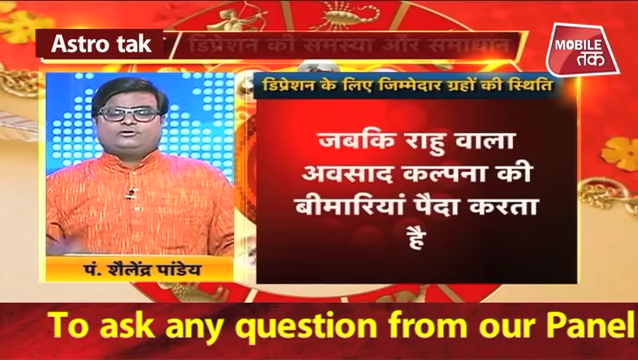 Astro tak
डिप्रेशन की समस्या और समाधान
MOBILE
तक
डिप्रेशन के लिए जिम्मेदार ग्रहों की स्थिति
जबकि राहु वाला
अवसाद कल्पना की
बीमारियां पैदा करता
है
पं. शैलेंद्र पांडेय
To ask any question from our Panel